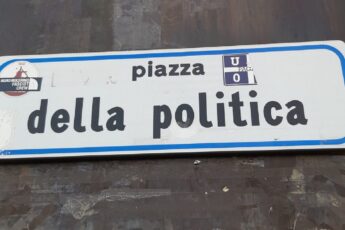 piazza
U
O
della politica